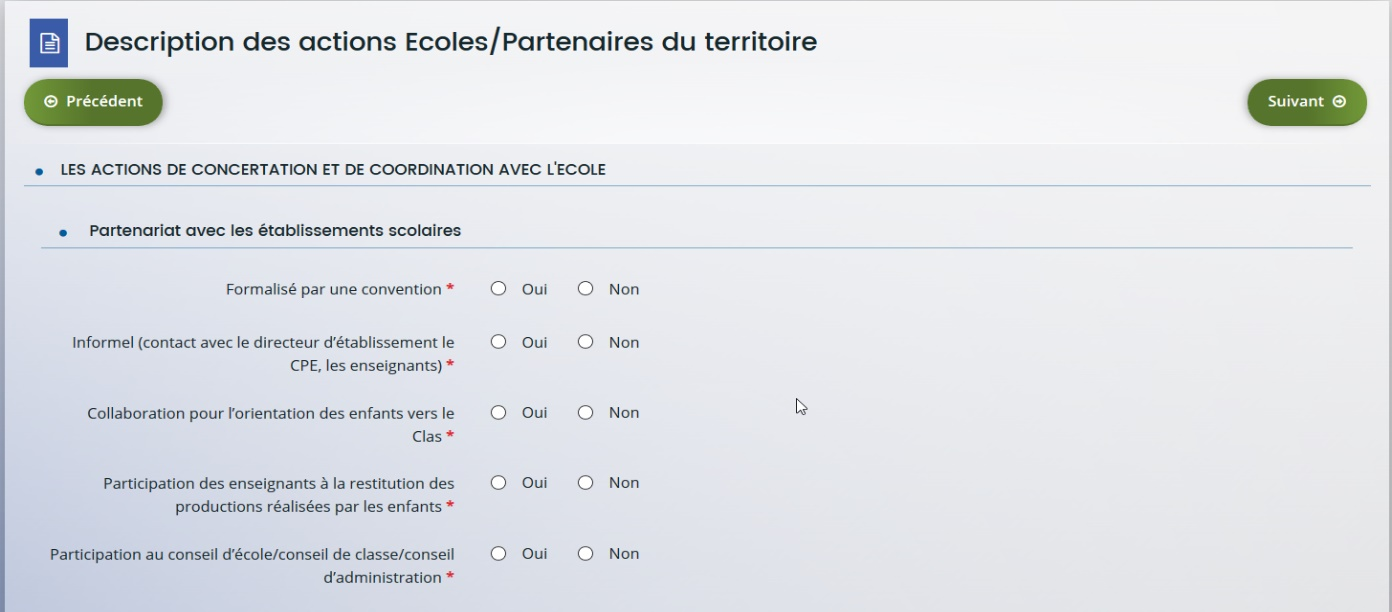 Description des actions Ecoles/Partenaires du territoire
Précédent
Suivant
LES ACTIONS DE CONCERTATION ET DE COORDINATION AVEC L'ECOLE
Partenariat avec les établissements scolaires
Formalisé par une convention * Oui Non
Informel (contact avec le directeur d’établissement le Oui Non
CPE, les enseignants) *
Collaboration pour l’orientation des enfants vers le Oui Non
Clas *
Participation des enseignants à la restitution des Oui Non
productions réalisées par les enfants *
Participation au conseil d’école/conseil de classe/conseil Oui Non
d’administration *